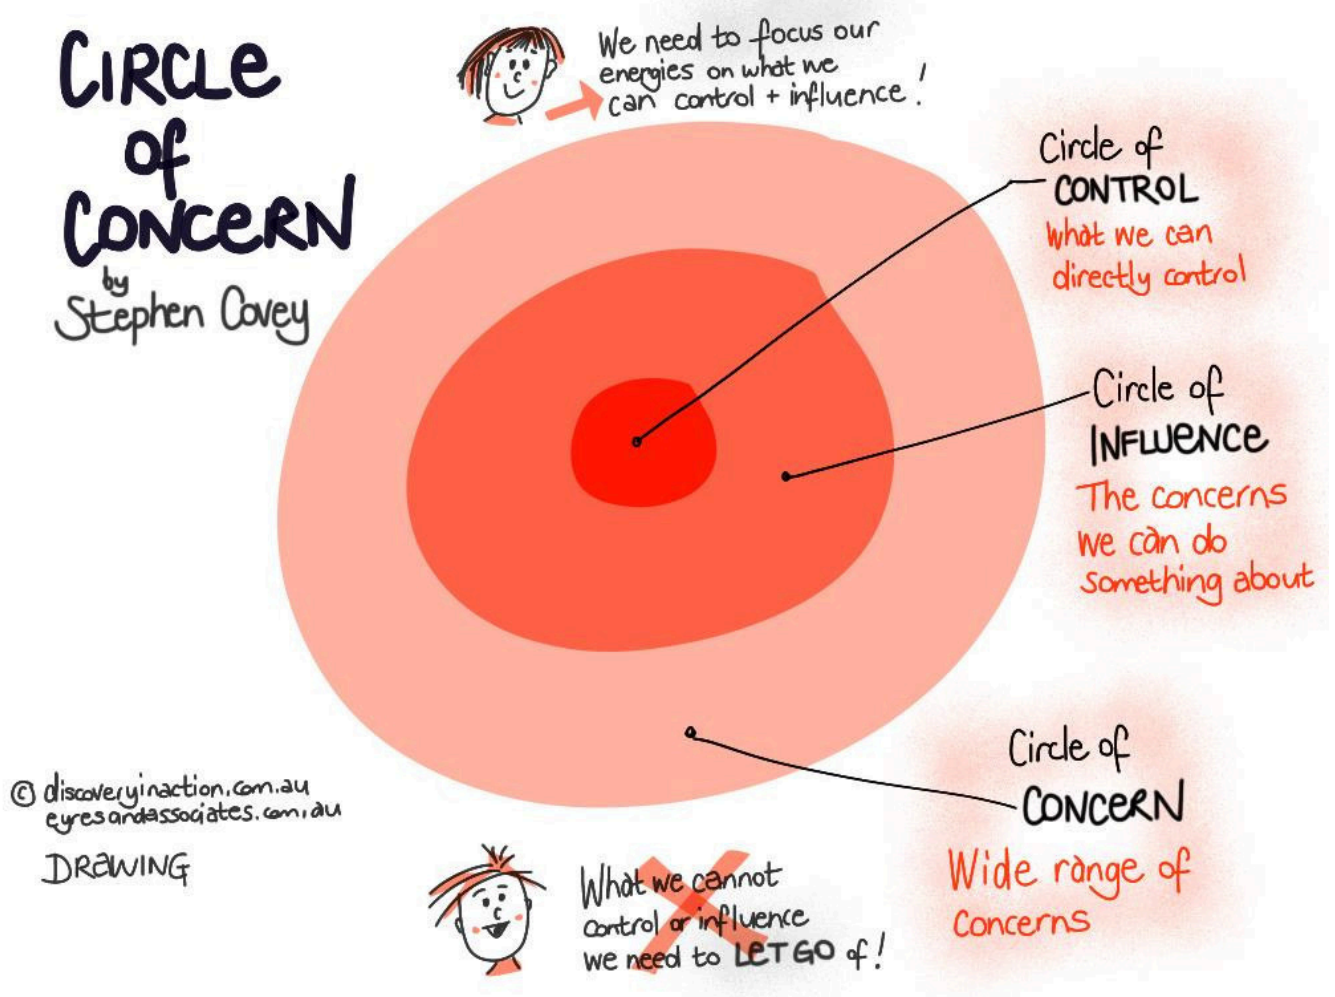 CIRCLE
of
CONCERN
by
Stephen Covey
We need to focus our
energies on what we
can control + influence!
Circle of
CONTROL
What we can
directly control
Circle of
INFLUENCE
The concerns
we can do
something about
Circle of
CONCERN
Wide range of
Concerns
© discoveryinaction.com.au
eyresandassociates.com.au
DRAWING
What we cannot
control or influence
we need to LET GO of!